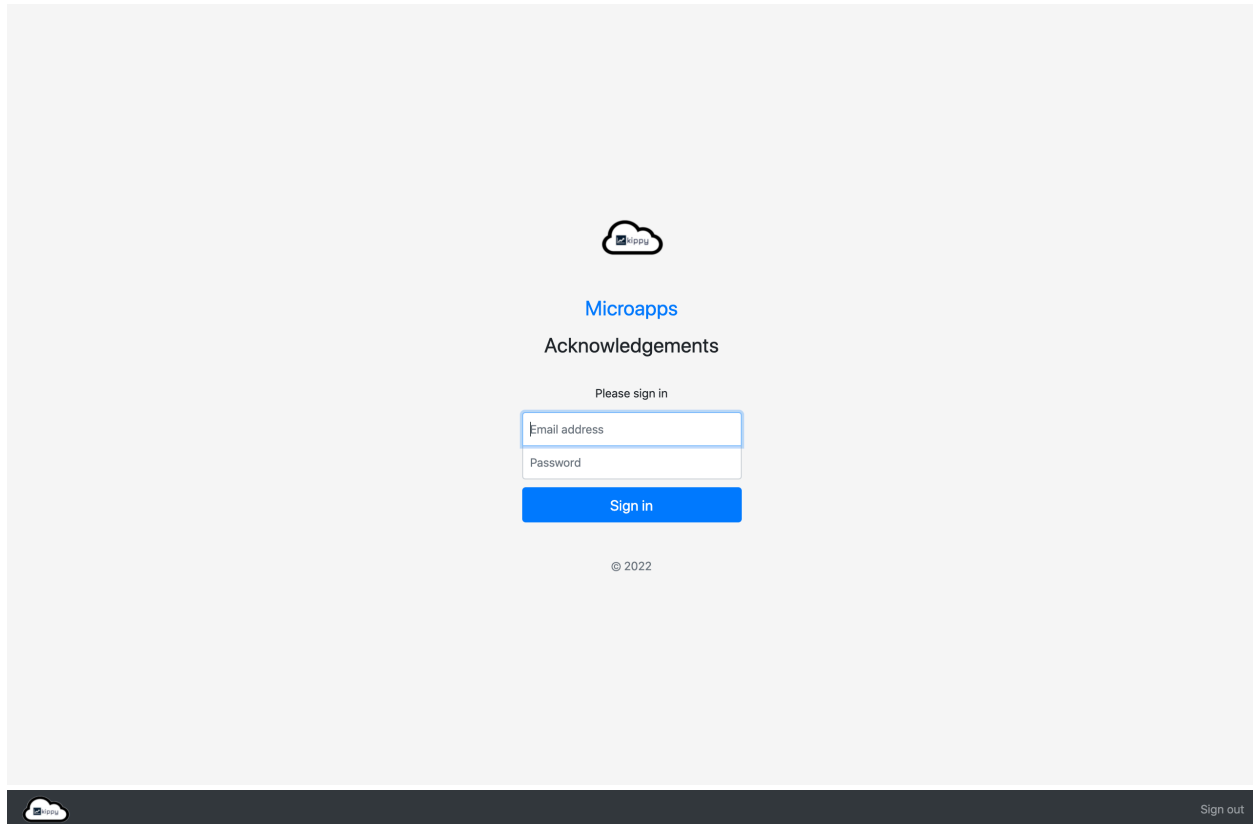 kippy
Microapps
Acknowledgements
Please sign in
Email address
Password
Sign in
© 2022
kippy
Sign out